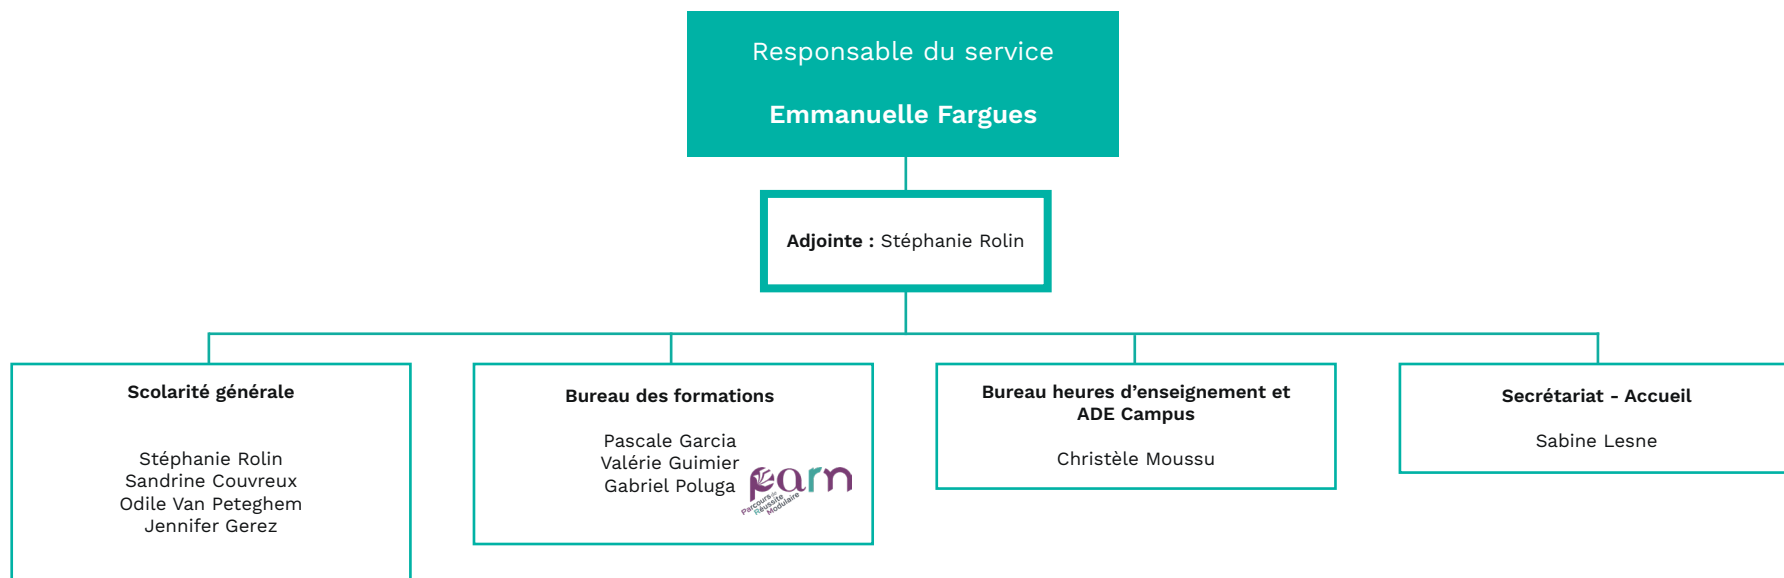 Responsable du service
Emmanuelle Fargues
Adjointe : Stéphanie Rolin
Scolarité générale
Stéphanie Rolin
Sandrine Couvreux
Odile Van Peteghem
Jennifer Gerez
Bureau des formations
Pascale Garcia
Valérie Guimier
Gabriel Poluga
Parcours de
Réussite
Modulaire
Bureau heures d’enseignement et
ADE Campus
Christèle Moussu
Secrétariat - Accueil
Sabine Lesne